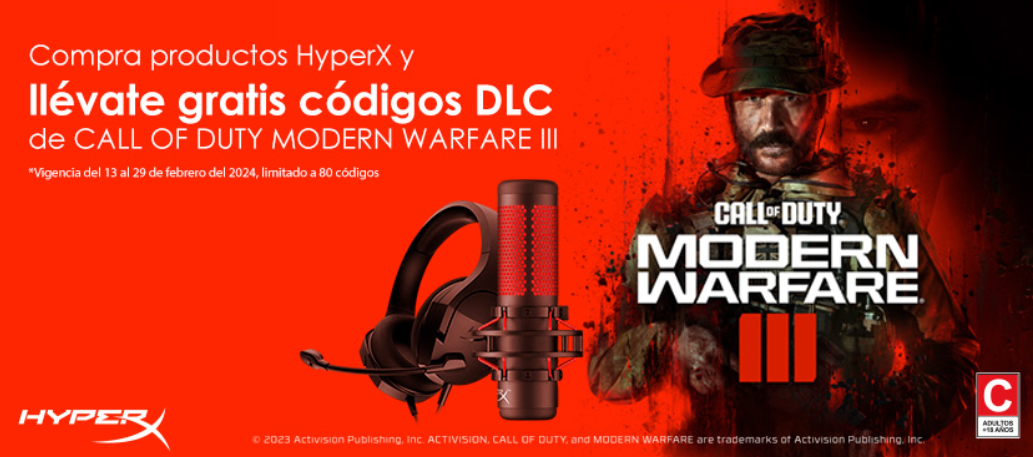 Compra productos HyperX y
llévate gratis códigos DLC
de CALL OF DUTY MODERN WARFARE III
*Vigencia del 13 al 29 de febrero del 2024, limitado a 80 códigos
CALL OF DUTY
MODERN
WARFARE
III
HYPERX
© 2023 Activision Publishing, Inc. ACTIVISION, CALL OF DUTY, and MODERN WARFARE are trademarks of Activision Publishing, Inc.
C
ADULTOS
+18 AÑOS